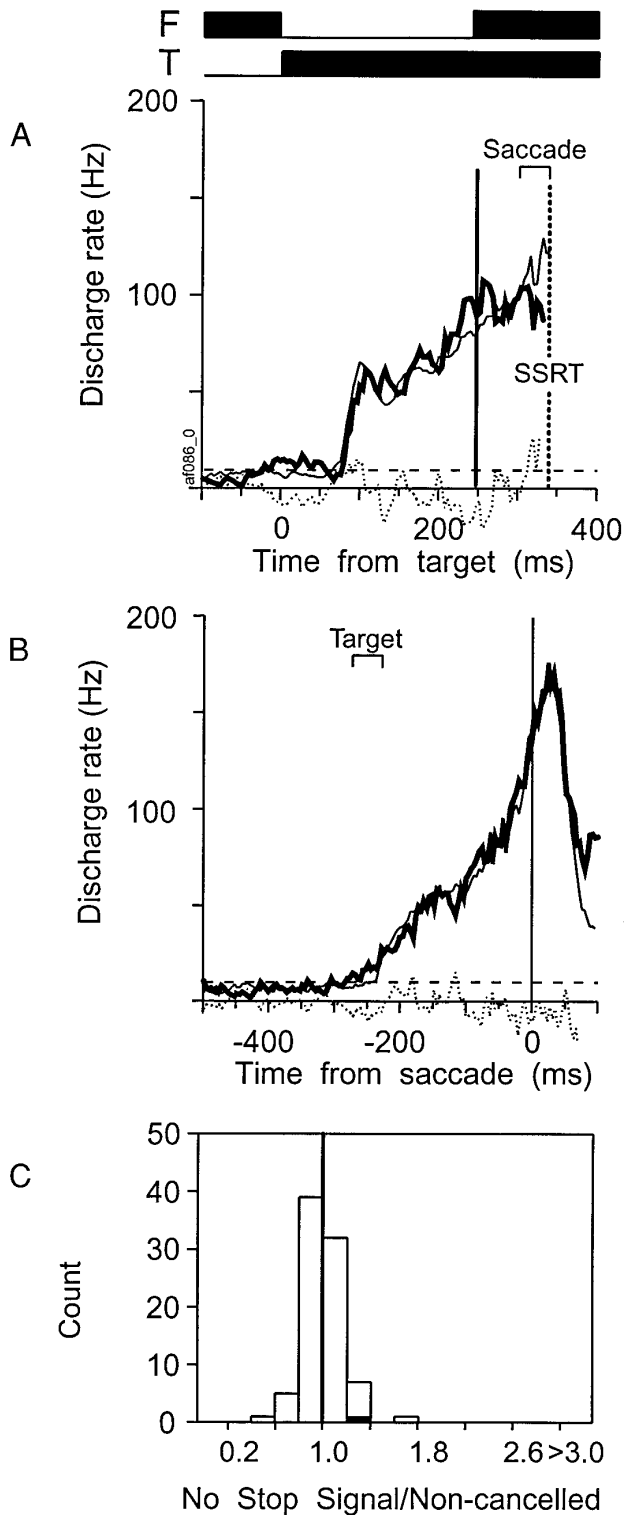 F
T
A
200
100
Discharge rate (Hz)
Saccade
SSRT
af086_0
0
200
400
Time from target (ms)
B
200
100
Discharge rate (Hz)
Target
-400
-200
0
Time from saccade (ms)
C
50
40
30
20
10
0
Count
0.2
1.0
1.8
2.6
>3.0
No Stop Signal/Non-cancelled